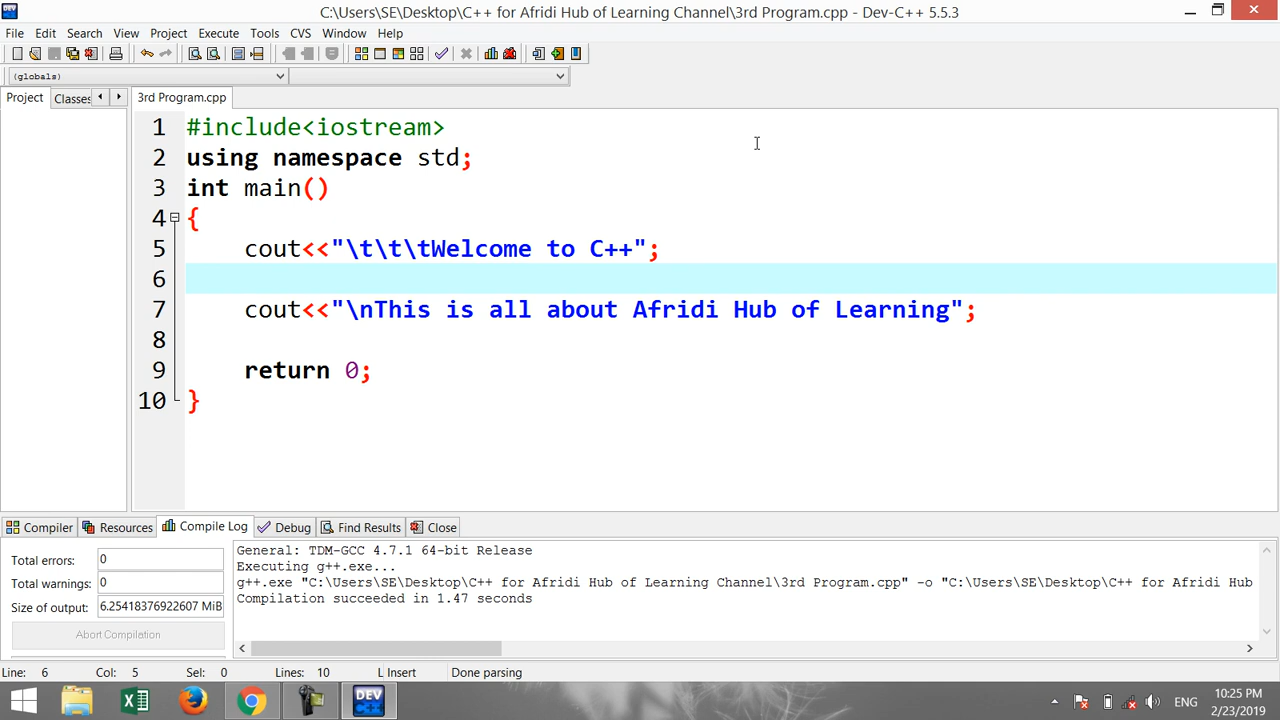 C:\Users\SE\Desktop\C++ for Afridi Hub of Learning Channel\3rd Program.cpp - Dev-C++ 5.5.3
File Edit Search View Project Execute Tools CVS Window Help
(globals)
Project Classes 3rd Program.cpp
1 #include<iostream>
2 using namespace std;
3 int main()
4 {
5 cout<<"\t\t\tWelcome to C++";
6
7 cout<<"\nThis is all about Afridi Hub of Learning";
8
9 return 0;
10 }
Compiler Resources Compile Log Debug Find Results Close
Total errors: 0
Total warnings: 0
Size of output: 6.25418376922607 MiB
Abort Compilation
General: TDM-GCC 4.7.1 64-bit Release
Executing g++.exe...
g++.exe "C:\Users\SE\Desktop\C++ for Afridi Hub of Learning Channel\3rd Program.cpp" -o "C:\Users\SE\Desktop\C++ for Afridi Hub
Compilation succeeded in 1.47 seconds
Line: 6 Col: 5 Sel: 0 Lines: 10 L Insert Done parsing
DEV
ENG
10:25 PM
2/23/2019